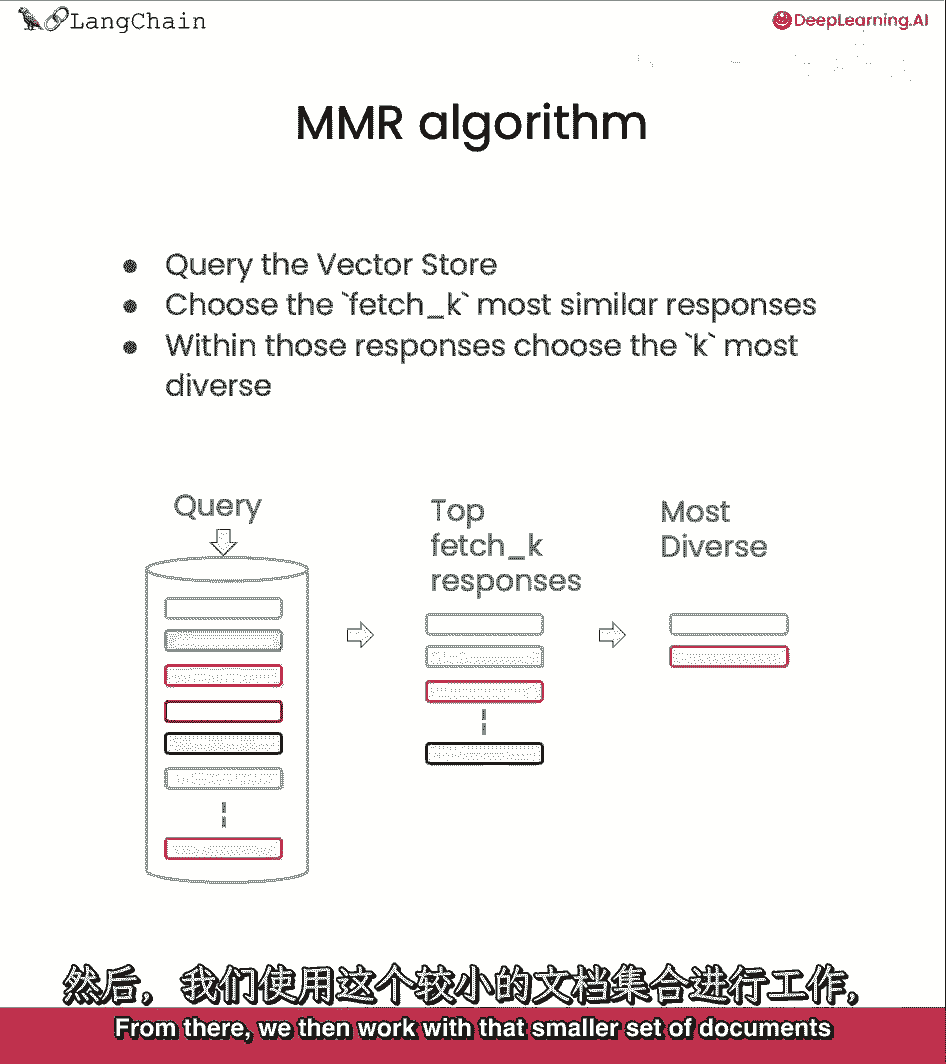 LangChain
DeepLearning.AI
MMR algorithm
● Query the Vector Store
● Choose the `fetch_k` most similar responses
● Within those responses choose the `k` most
diverse
Query
Top
fetch_k
responses
Most
Diverse
然后，我们使用这个较小的文档集合进行工作，
From there, we then work with that smaller set of documents